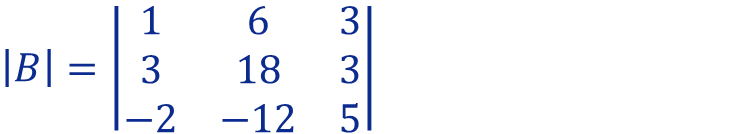 |B| = | 1 6 3 |
| 3 18 3 |
| −2 −12 5 |